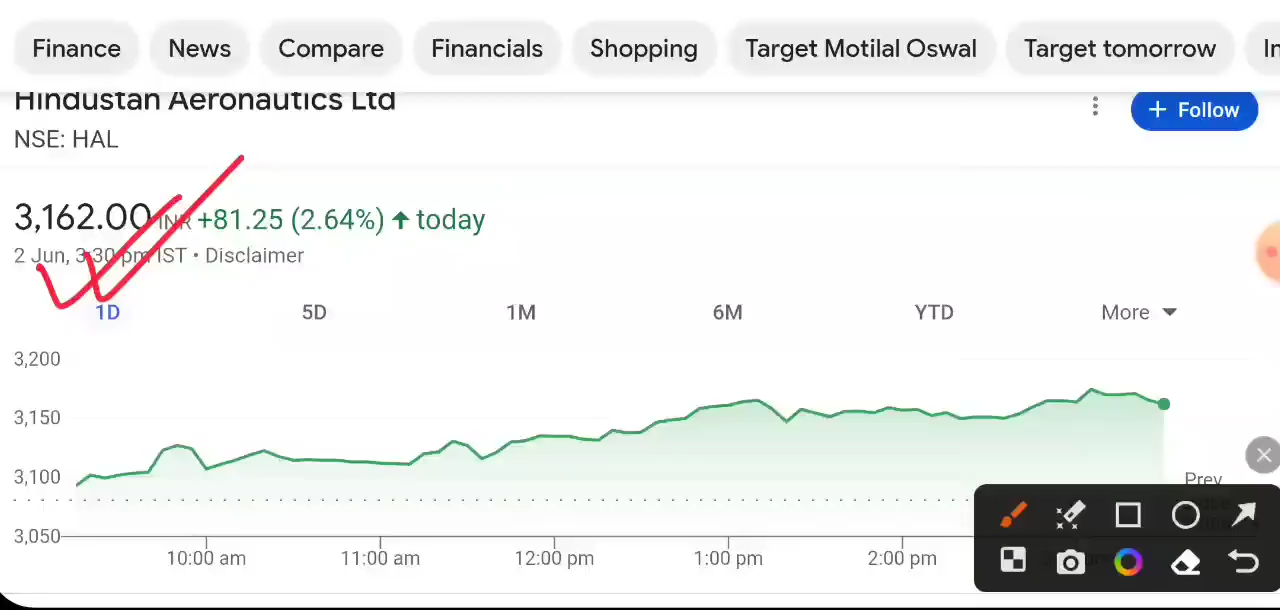 Finance News Compare Financials Shopping Target Motilal Oswal Target tomorrow In
Hindustan Aeronautics Ltd
+ Follow
NSE: HAL
3,162.00 INR +81.25 (2.64%) ↑ today
2 Jun, 3:30 pm IST • Disclaimer
1D 5D 1M 6M YTD More
3,200
3,150
3,100
Prev
3,050
10:00 am 11:00 am 12:00 pm 1:00 pm 2:00 pm